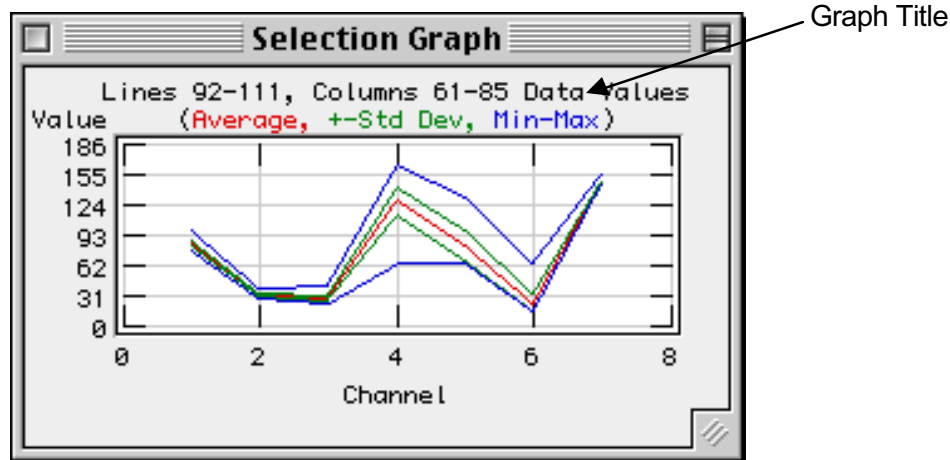 Graph Title
Selection Graph
Lines 92-111, Columns 61-85 Data Values
Value (Average, +-Std Dev, Min-Max)
186
155
124
93
62
31
0
0 2 4 6 8
Channel